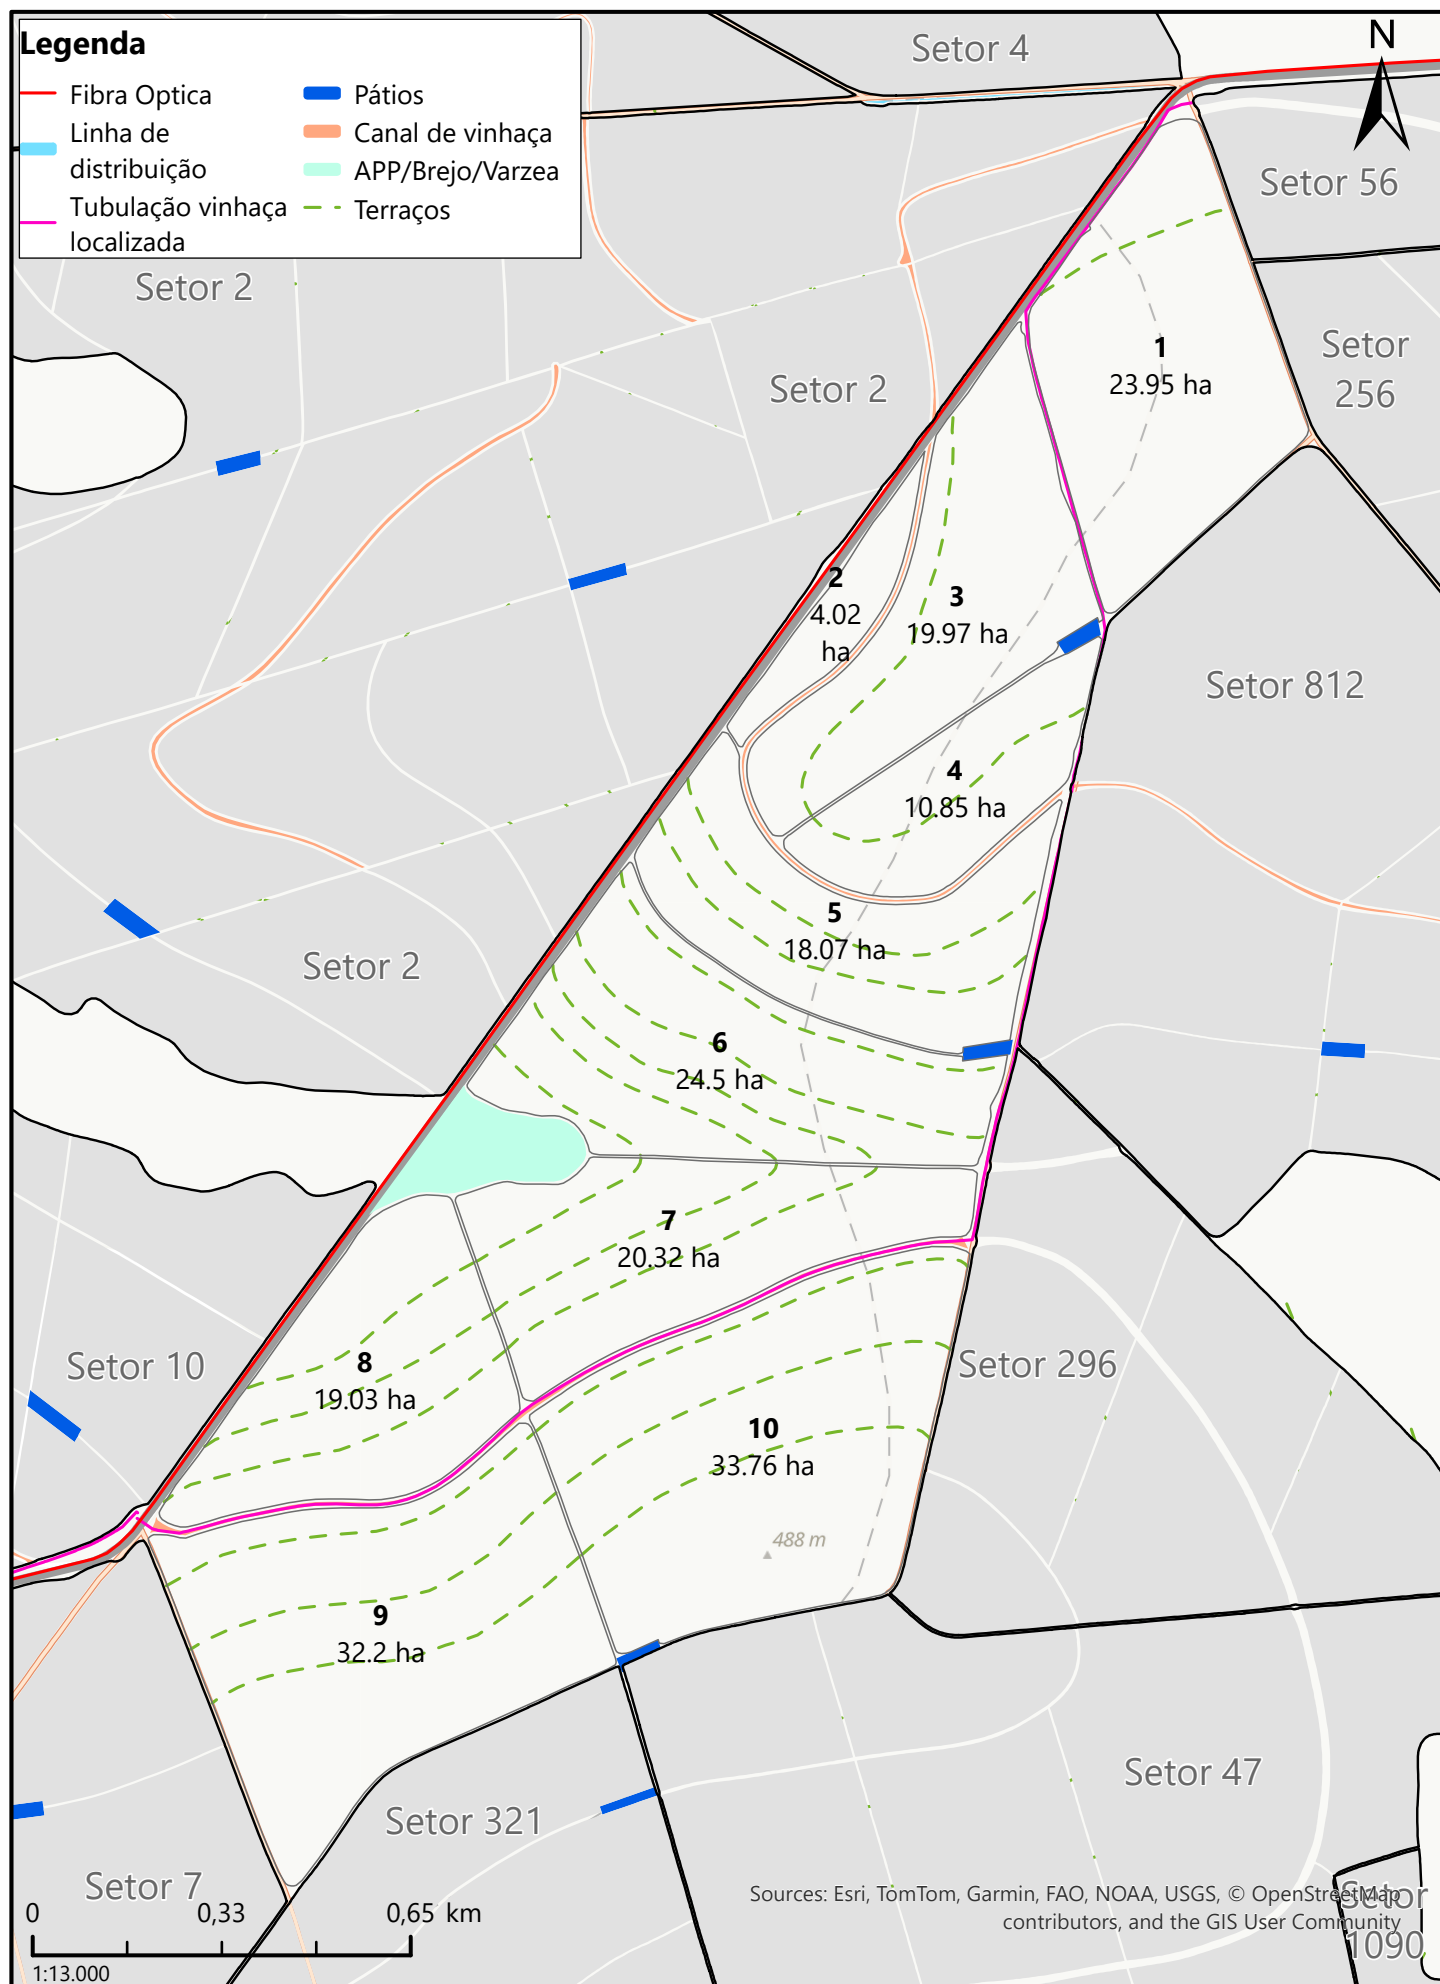 Legenda
Fibra Optica
Linha de
distribuição
Tubulação vinhaça
localizada
Pátios
Canal de vinhaça
APP/Brejo/Varzea
Terraços
N
Setor 4
Setor 56
Setor 2
Setor
256
Setor 2
1
23.95 ha
2
4.02
ha
3
19.97 ha
Setor 812
4
10.85 ha
5
18.07 ha
Setor 2
6
24.5 ha
7
20.32 ha
Setor 10
8
19.03 ha
Setor 296
10
33.76 ha
488 m
9
32.2 ha
Setor 47
Setor 321
Setor 7
Setor
1090
0 0,33 0,65 km
1:13.000
Sources: Esri, TomTom, Garmin, FAO, NOAA, USGS, © OpenStreetMap
contributors, and the GIS User Community